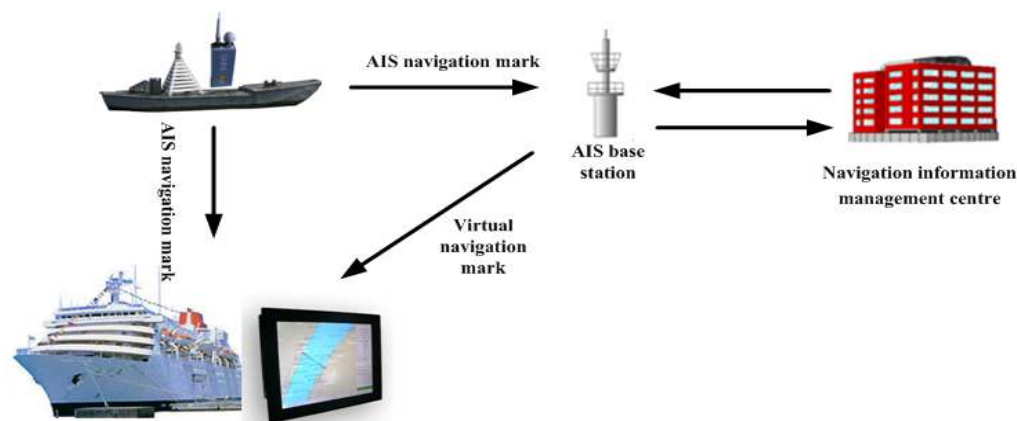 AIS navigation mark
AIS navigation mark
AIS base
station
Navigation information
management centre
Virtual
navigation
mark